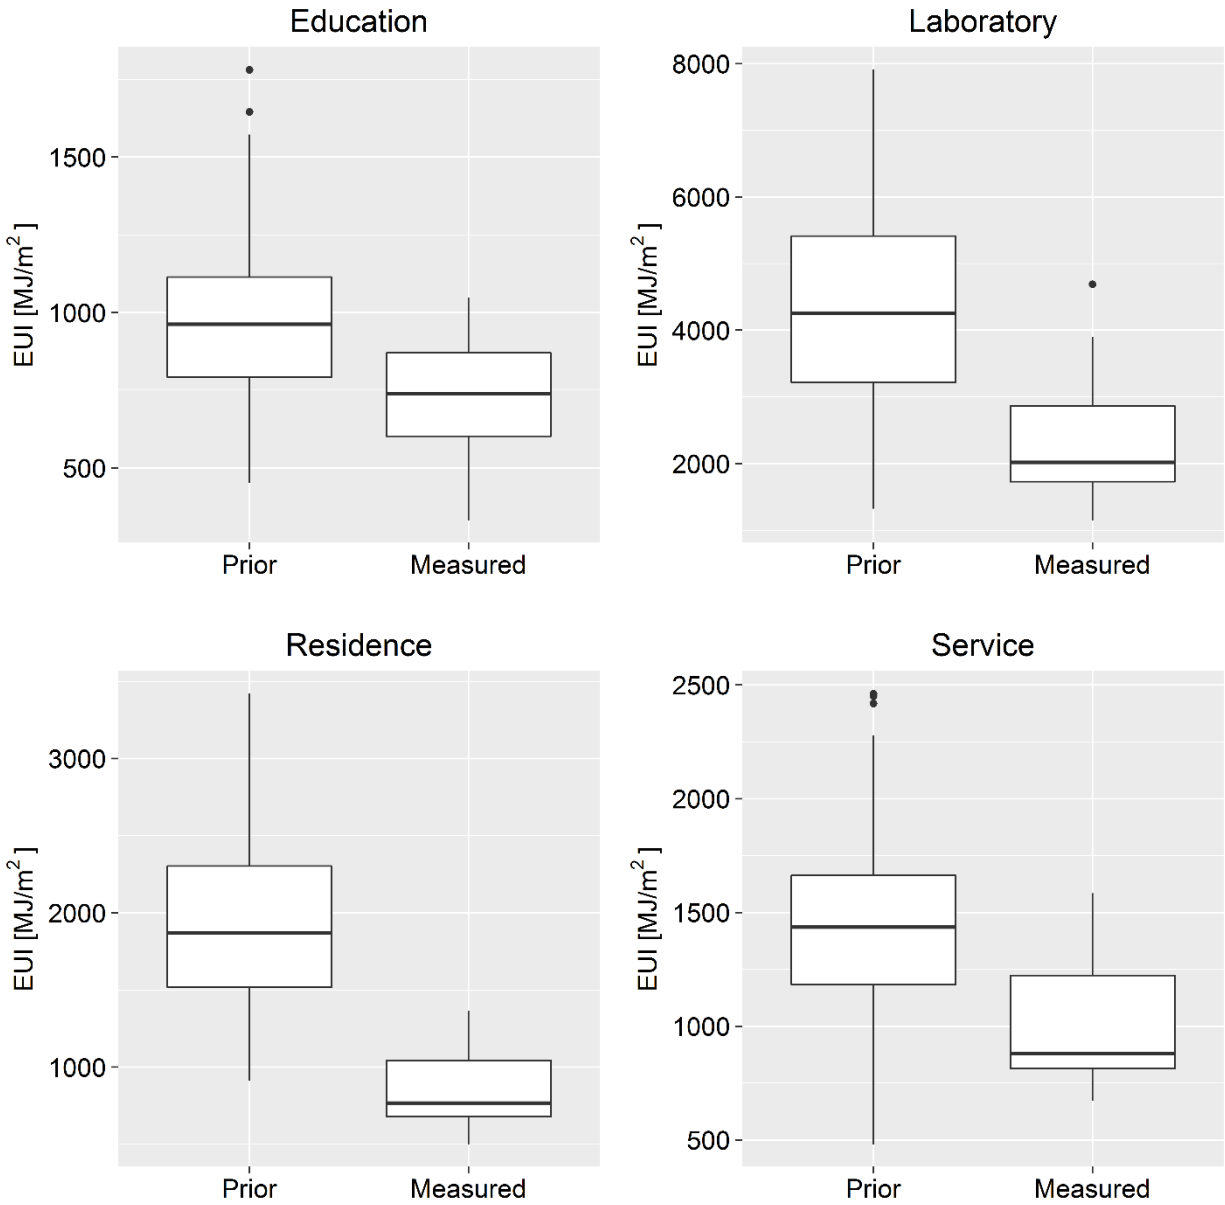 Education
EUI [MJ/m²]
1500
1000
500
Prior Measured
Laboratory
EUI [MJ/m²]
8000
6000
4000
2000
Prior Measured
Residence
EUI [MJ/m²]
3000
2000
1000
Prior Measured
Service
EUI [MJ/m²]
2500
2000
1500
1000
500
Prior Measured